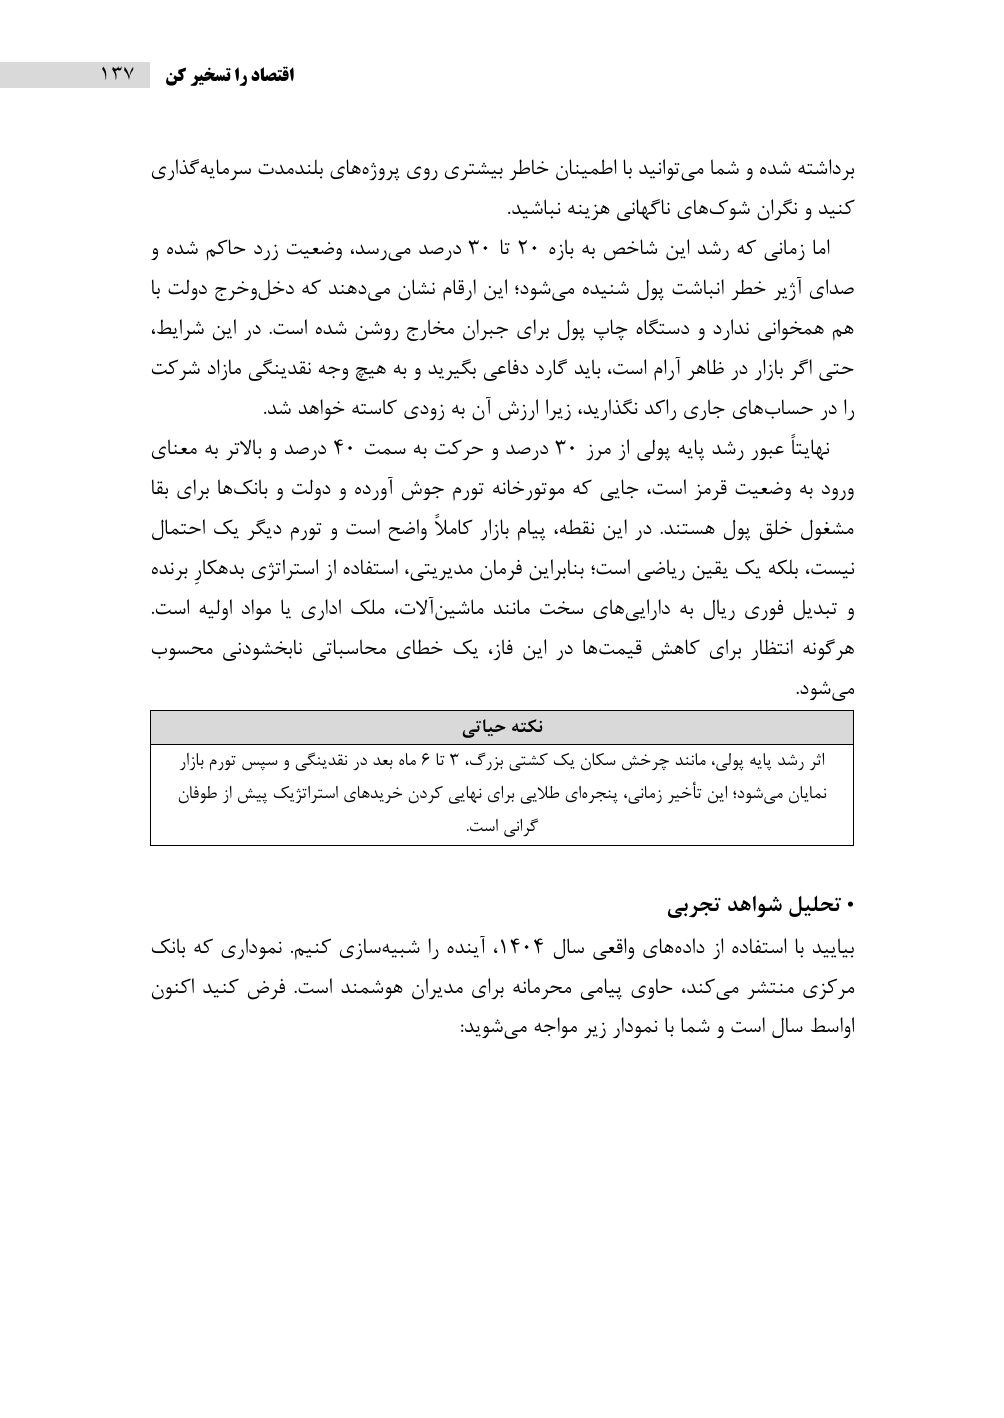 اقتصاد را تسخیر کن ۱۳۷
برداشته شده و شما می‌توانید با اطمینان خاطر بیشتری روی پروژه‌های بلندمدت سرمایه‌گذاری
کنید و نگران شوک‌های ناگهانی هزینه نباشید.
اما زمانی که رشد این شاخص به بازه ۲۰ تا ۳۰ درصد می‌رسد، وضعیت زرد حاکم شده و
صدای آژیر خطر انباشت پول شنیده می‌شود؛ این ارقام نشان می‌دهند که دخل‌وخرج دولت با
هم همخوانی ندارد و دستگاه چاپ پول برای جبران مخارج روشن شده است. در این شرایط،
حتی اگر بازار در ظاهر آرام است، باید گارد دفاعی بگیرید و به هیچ وجه نقدینگی مازاد شرکت
را در حساب‌های جاری راکد نگذارید، زیرا ارزش آن به زودی کاسته خواهد شد.
نهایتاً عبور رشد پایه پولی از مرز ۳۰ درصد و حرکت به سمت ۴۰ درصد و بالاتر به معنای
ورود به وضعیت قرمز است، جایی که موتورخانه تورم جوش آورده و دولت و بانک‌ها برای بقا
مشغول خلق پول هستند. در این نقطه، پیام بازار کاملاً واضح است و تورم دیگر یک احتمال
نیست، بلکه یک یقین ریاضی است؛ بنابراین فرمان مدیریتی، استفاده از استراتژی بدهکارِ برنده
و تبدیل فوری ریال به دارایی‌های سخت مانند ماشین‌آلات، ملک اداری یا مواد اولیه است.
هرگونه انتظار برای کاهش قیمت‌ها در این فاز، یک خطای محاسباتی نابخشودنی محسوب
می‌شود.
نکته حیاتی
اثر رشد پایه پولی، مانند چرخش سکان یک کشتی بزرگ، ۳ تا ۶ ماه بعد در نقدینگی و سپس تورم بازار
نمایان می‌شود؛ این تأخیر زمانی، پنجره‌ای طلایی برای نهایی کردن خریدهای استراتژیک پیش از طوفان
گرانی است.
• تحلیل شواهد تجربی
بیایید با استفاده از داده‌های واقعی سال ۱۴۰۴، آینده را شبیه‌سازی کنیم. نموداری که بانک
مرکزی منتشر می‌کند، حاوی پیامی محرمانه برای مدیران هوشمند است. فرض کنید اکنون
اواسط سال است و شما با نمودار زیر مواجه می‌شوید: